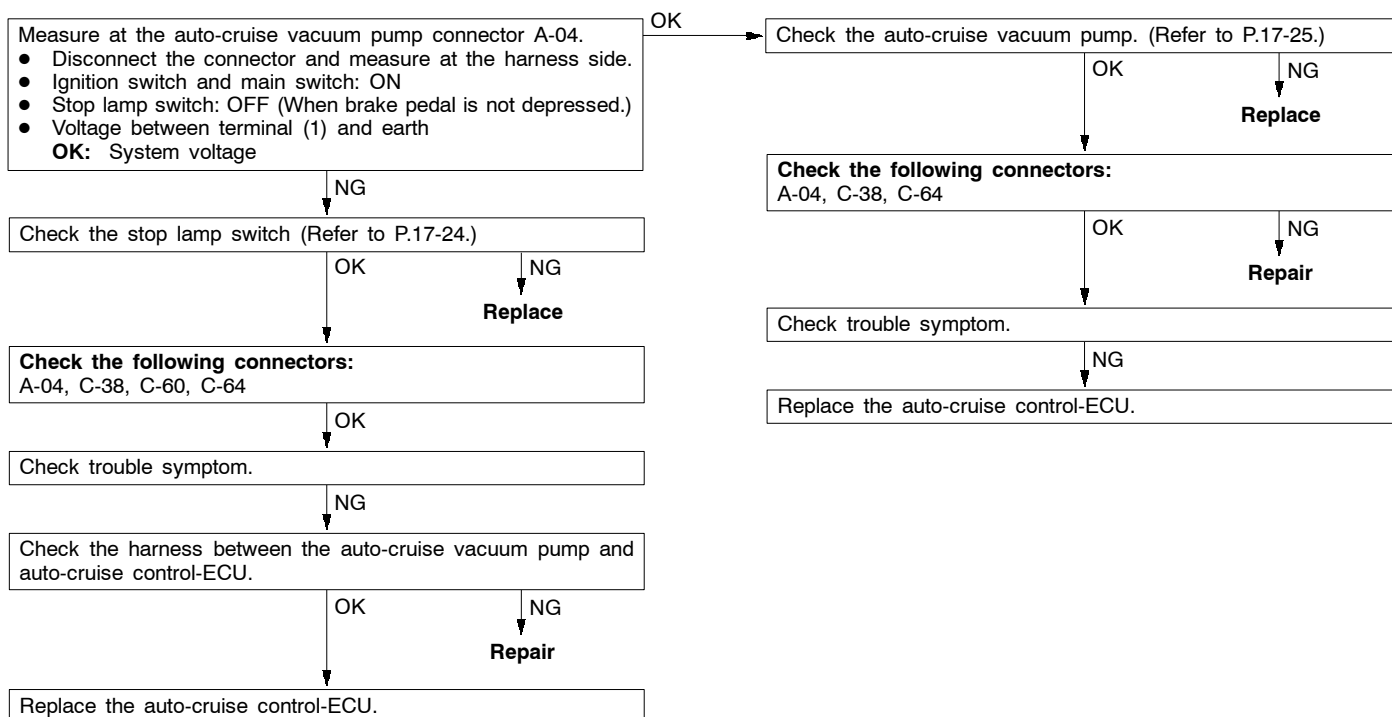 Measure at the auto-cruise vacuum pump connector A-04.
● Disconnect the connector and measure at the harness side.
● Ignition switch and main switch: ON
● Stop lamp switch: OFF (When brake pedal is not depressed.)
● Voltage between terminal (1) and earth
OK: System voltage
NG
Check the stop lamp switch (Refer to P.17-24.)
OK
NG
Replace
Check the following connectors:
A-04, C-38, C-60, C-64
OK
Check trouble symptom.
NG
Check the harness between the auto-cruise vacuum pump and
auto-cruise control-ECU.
OK
NG
Repair
Replace the auto-cruise control-ECU.
OK
Check the auto-cruise vacuum pump. (Refer to P.17-25.)
OK
NG
Replace
Check the following connectors:
A-04, C-38, C-64
OK
NG
Repair
Check trouble symptom.
NG
Replace the auto-cruise control-ECU.